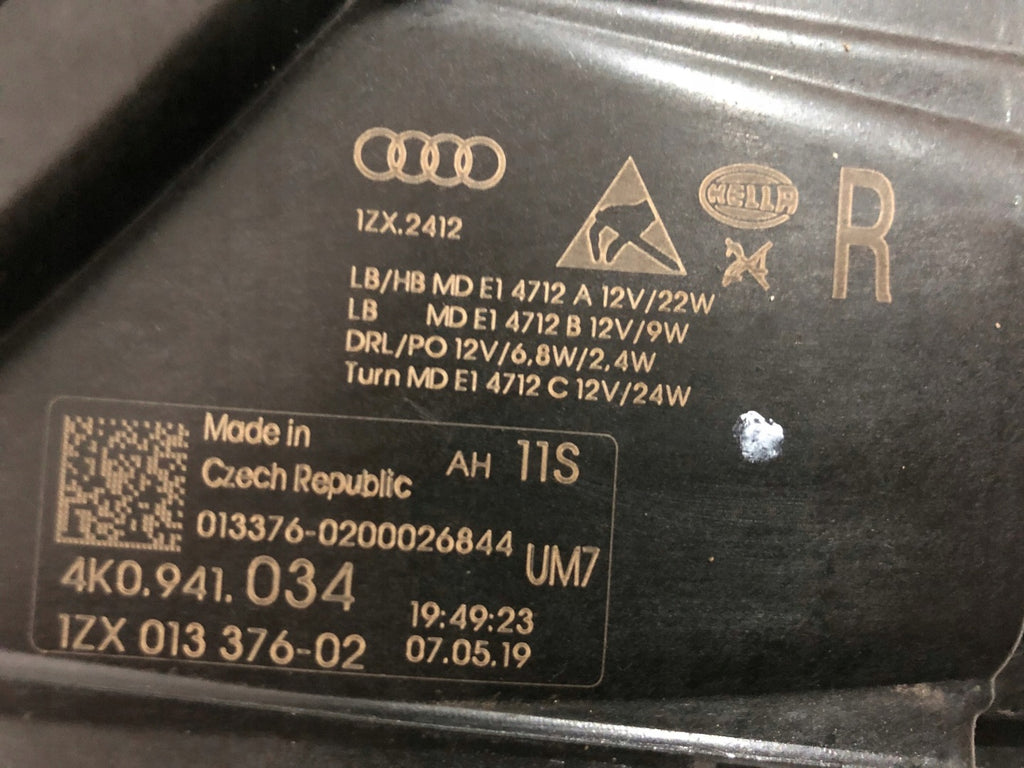 1ZX.2412
HELLA
R
LB/HB MD E1 4712 A 12V/22W
LB MD E1 4712 B 12V/9W
DRL/PO 12V/6,8W/2,4W
Turn MD E1 4712 C 12V/24W
Made in
Czech Republic
AH 11S
013376-0200026844
UM7
4K0.941.034
19:49:23
1ZX 013 376-02
07.05.19